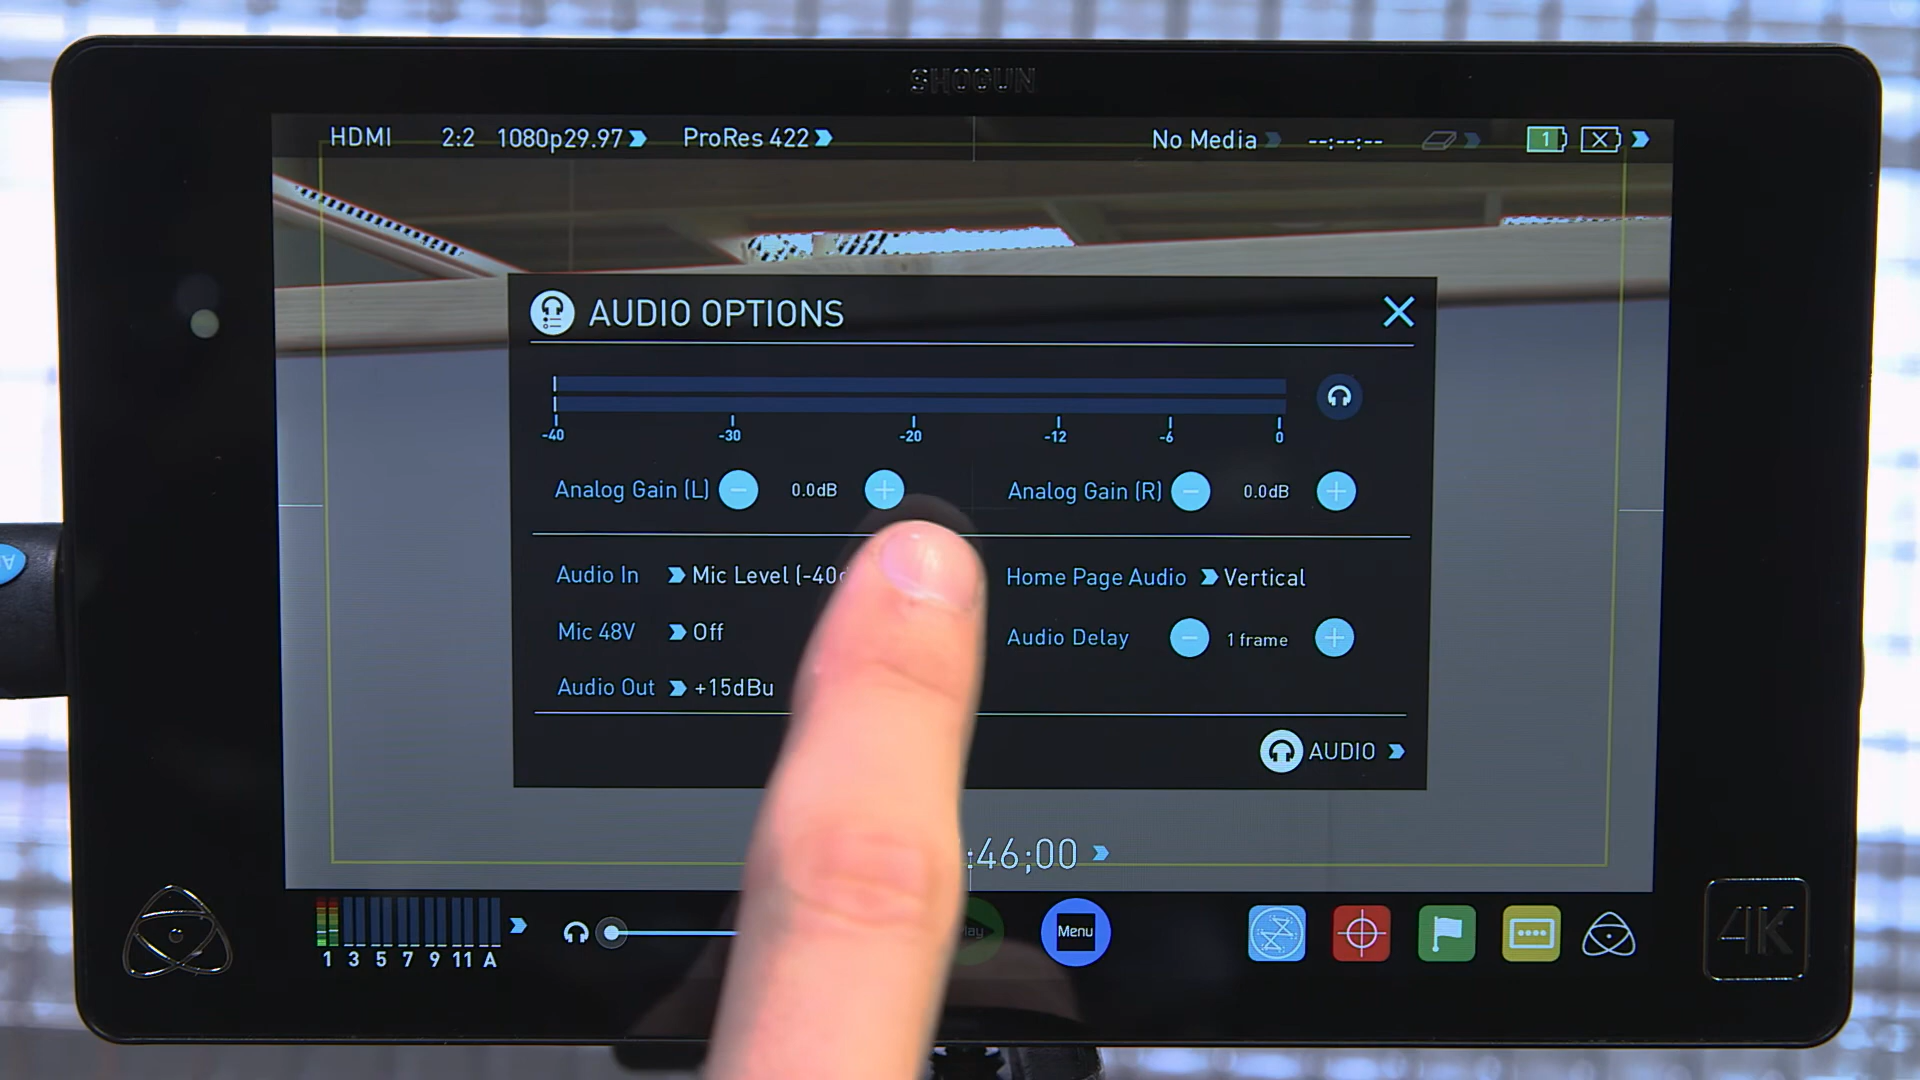 SHOGUN
HDMI 2:2 1080p29.97 ProRes 422 No Media --:--:-- 1
AUDIO OPTIONS
-40 -30 -20 -12 -6 0
Analog Gain (L) 0.0dB Analog Gain (R) 0.0dB
Audio In Mic Level (-40 Home Page Audio Vertical
Mic 48V Off Audio Delay 1 frame
Audio Out +15dBu
AUDIO
:46;00
Menu
1 3 5 7 9 11 A
4K